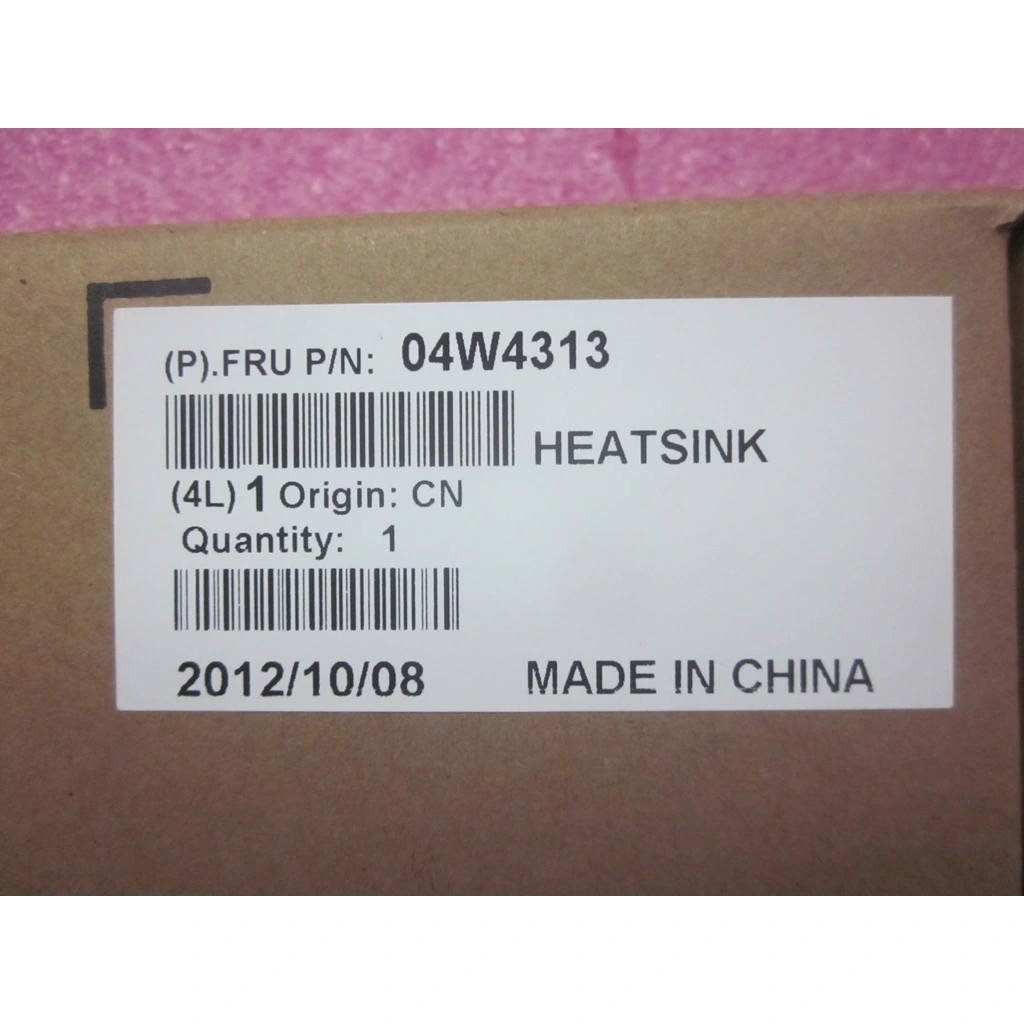 (P).FRU P/N: 04W4313
HEATSINK
(4L) 1 Origin: CN
Quantity: 1
2012/10/08 MADE IN CHINA